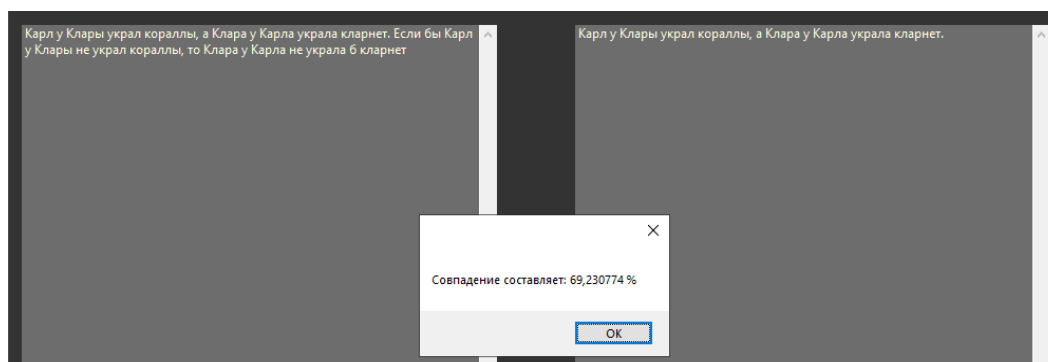 Карл у Клары украл кораллы, а Клара у Карла украла кларнет. Если бы Карл
у Клары не украл кораллы, то Клара у Карла не украла б кларнет
Карл у Клары украл кораллы, а Клара у Карла украла кларнет.
Совпадение составляет: 69,230774 %
OK